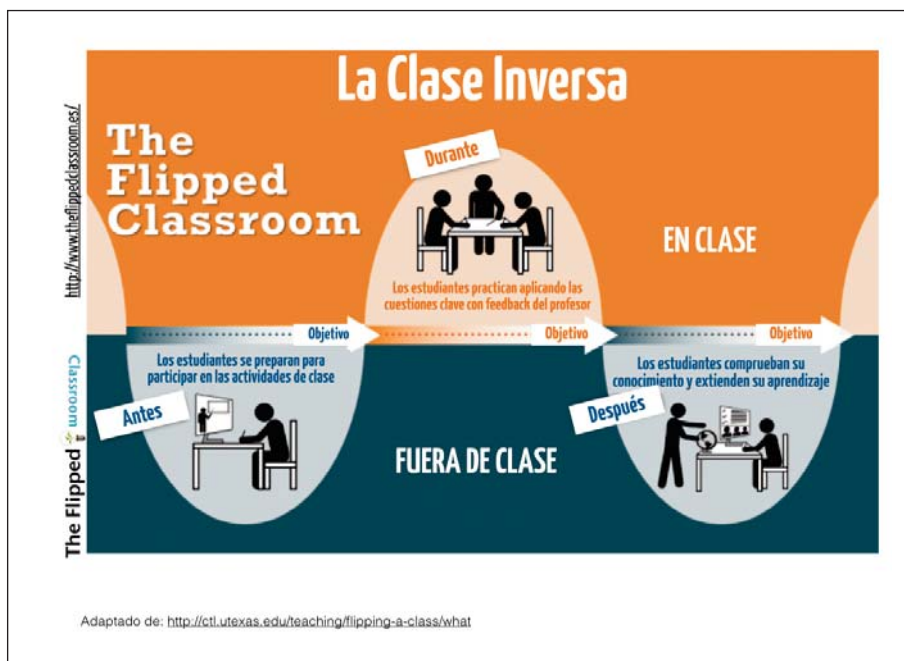 La Clase Inversa
The
Flipped
Classroom
http://www.theflippedclassroom.es/
Durante
EN CLASE
Los estudiantes practican aplicando las
cuestiones clave con feedback del profesor
Objetivo
Objetivo
Objetivo
Los estudiantes se preparan para
participar en las actividades de clase
Antes
Los estudiantes comprueban su
conocimiento y extienden su aprendizaje
Después
FUERA DE CLASE
The Flipped Classroom
Adaptado de: http://ctl.utexas.edu/teaching/flipping-a-class/what